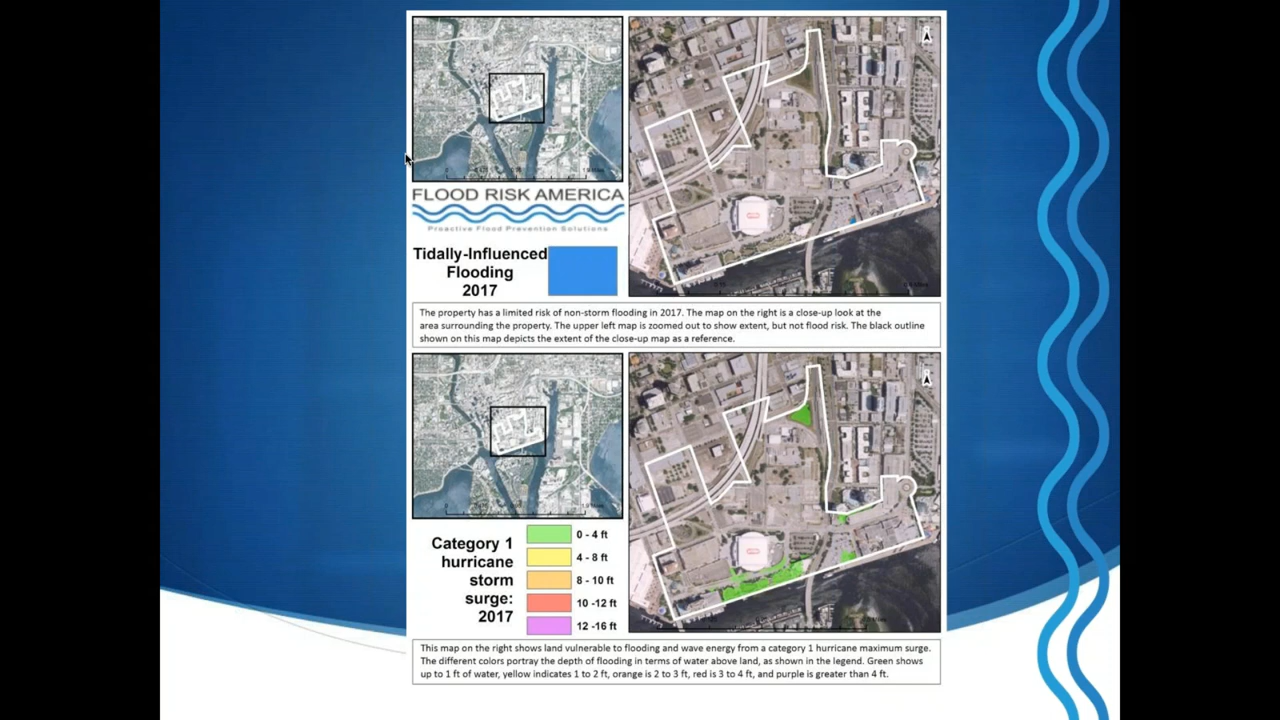 FLOOD RISK AMERICA
Proactive Flood Prevention Solutions
Tidally-Influenced
Flooding
2017
The property has a limited risk of non-storm flooding in 2017. The map on the right is a close-up look at the
area surrounding the property. The upper left map is zoomed out to show extent, but not flood risk. The black outline
shown on this map depicts the extent of the close-up map as a reference.
Category 1
hurricane
storm
surge:
2017
0 - 4 ft
4 - 8 ft
8 - 10 ft
10 -12 ft
12 -16 ft
This map on the right shows land vulnerable to flooding and wave energy from a category 1 hurricane maximum surge.
The different colors portray the depth of flooding in terms of water above land, as shown in the legend. Green shows
up to 1 ft of water, yellow indicates 1 to 2 ft, orange is 2 to 3 ft, red is 3 to 4 ft, and purple is greater than 4 ft.